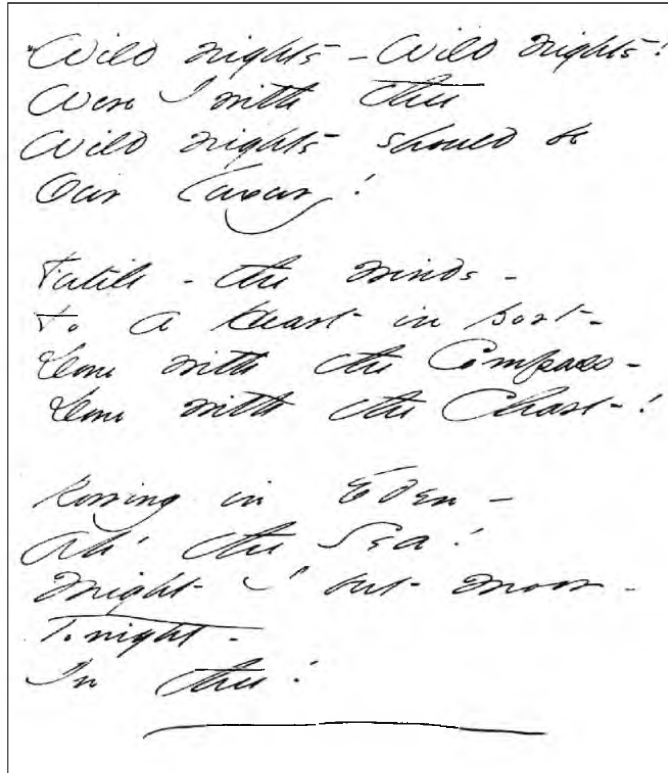 Wild nights - Wild nights!
Were I with thee
Wild nights should be
Our luxury!
Futile - the winds -
To a Heart in port -
Done with the Compass -
Done with the Chart - !
Rowing in Eden -
Ah! the Sea!
Might I but moor -
Tonight -
In thee!